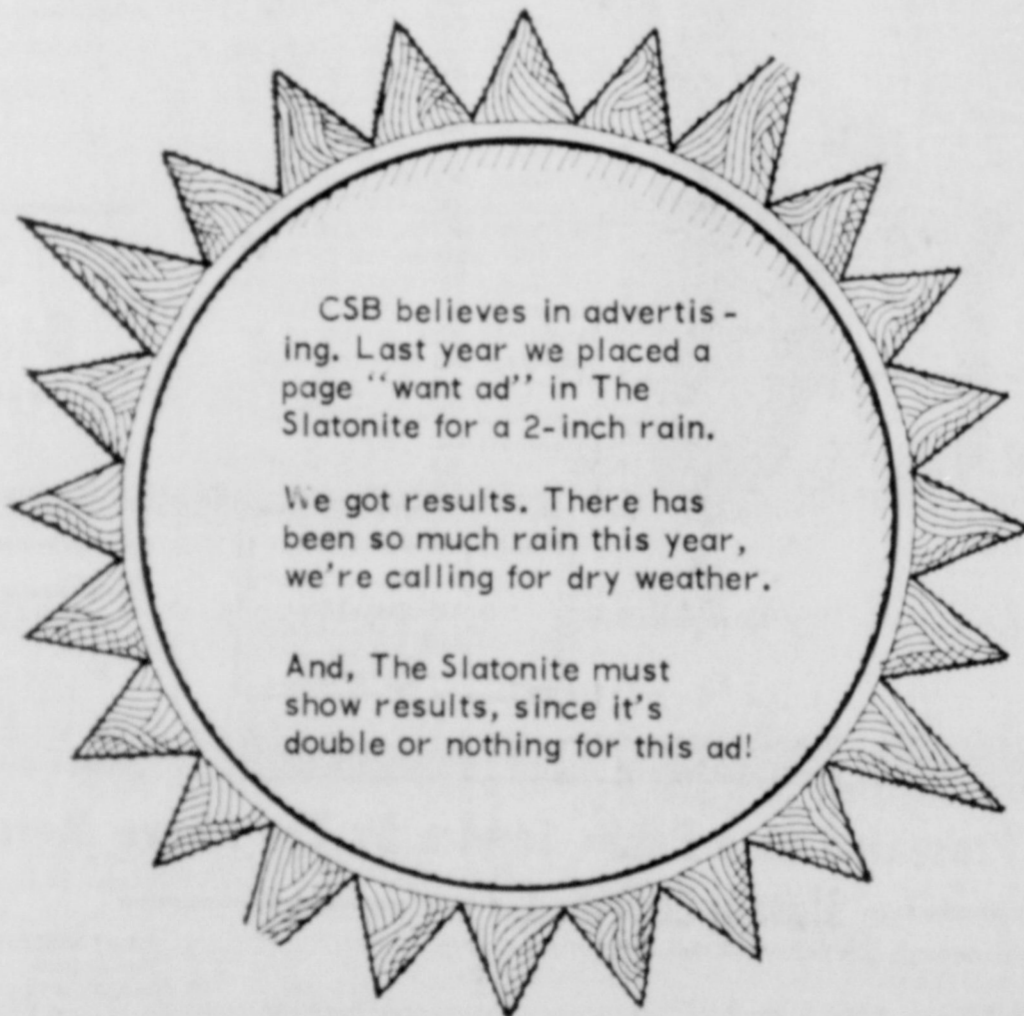 CSB believes in advertis-
ing. Last year we placed a
page "want ad" in The
Slatonite for a 2-inch rain.
We got results. There has
been so much rain this year,
we're calling for dry weather.
And, The Slatonite must
show results, since it's
double or nothing for this ad!